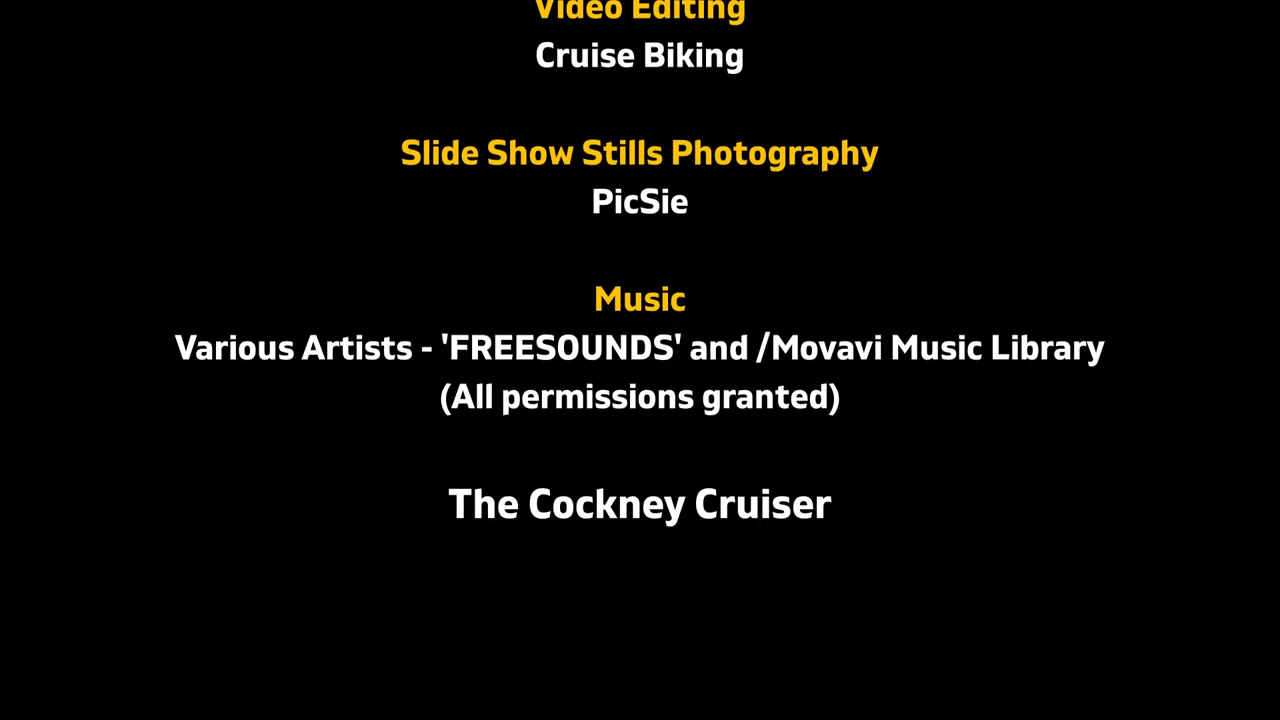 Video Editing
Cruise Biking
Slide Show Stills Photography
PicSie
Music
Various Artists - 'FREESOUNDS' and /Movavi Music Library
(All permissions granted)
The Cockney Cruiser